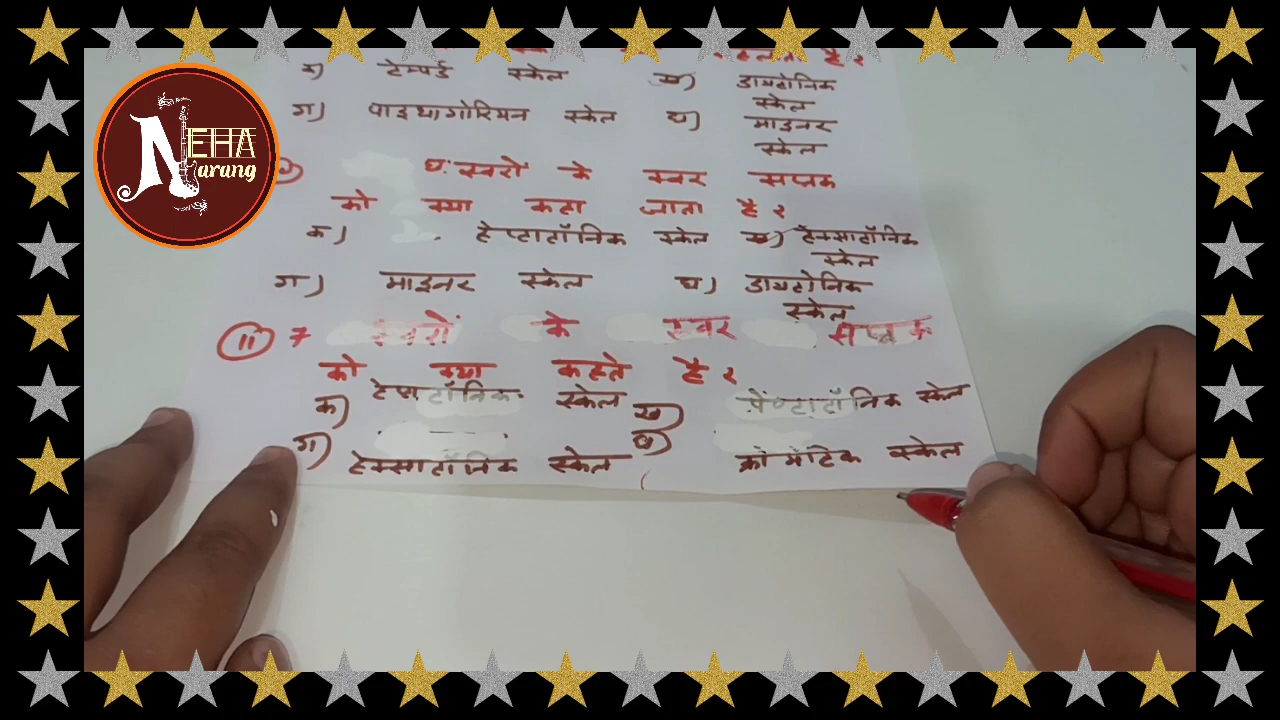 NEHA
Narang
कहते है ?
क) टेम्पर्ड स्केल ख) डायटोनिक स्केल
ग) पाइथागोरियन स्केल घ) माइनर स्केल
छः स्वरों के स्वर सप्तक
को क्या कहा जाता है ?
क) हेप्टाटॉनिक स्केल ख) हेक्साटॉनिक स्केल
ग) माइनर स्केल घ) डायटोनिक स्केल
11 7 स्वरों के स्वर सप्तक
को क्या कहते है ?
क) हेप्टाटॉनिक स्केल ख) पेंण्टाटॉनिक स्केल
ग) हेक्साटॉनिक स्केल घ) क्रोमेटिक स्केल